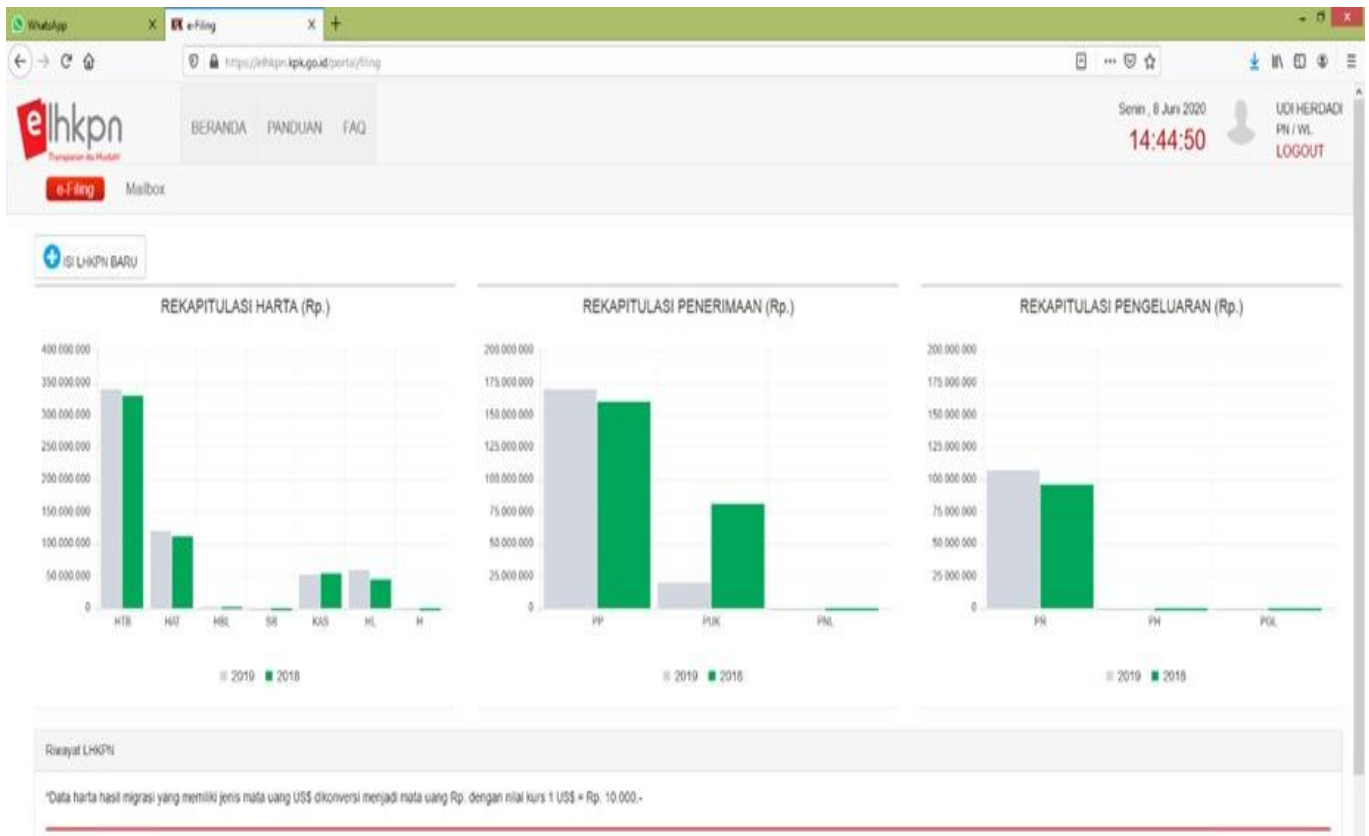 WhatsApp
e-Filing
https://elhkpn.kpk.go.id/portal/filing
elhkpn
Transparan itu Mudah!
BERANDA PANDUAN FAQ
Senin , 8 Juni 2020
14:44:50
UDI HERDADI
PN / WL
LOGOUT
e-Filing Mailbox
ISI LHKPN BARU
REKAPITULASI HARTA (Rp.)
400.000.000
350.000.000
300.000.000
250.000.000
200.000.000
150.000.000
100.000.000
50.000.000
0
HTB HAT HBL SB KAS HL H
2019 2018
REKAPITULASI PENERIMAAN (Rp.)
200.000.000
175.000.000
150.000.000
125.000.000
100.000.000
75.000.000
50.000.000
25.000.000
0
PP PUK PNL
2019 2018
REKAPITULASI PENGELUARAN (Rp.)
200.000.000
175.000.000
150.000.000
125.000.000
100.000.000
75.000.000
50.000.000
25.000.000
0
PR PH POL
2019 2018
Riwayat LHKPN
*Data harta hasil migrasi yang memiliki jenis mata uang US$ dikonversi menjadi mata uang Rp. dengan nilai kurs 1 US$ = Rp. 10.000,-